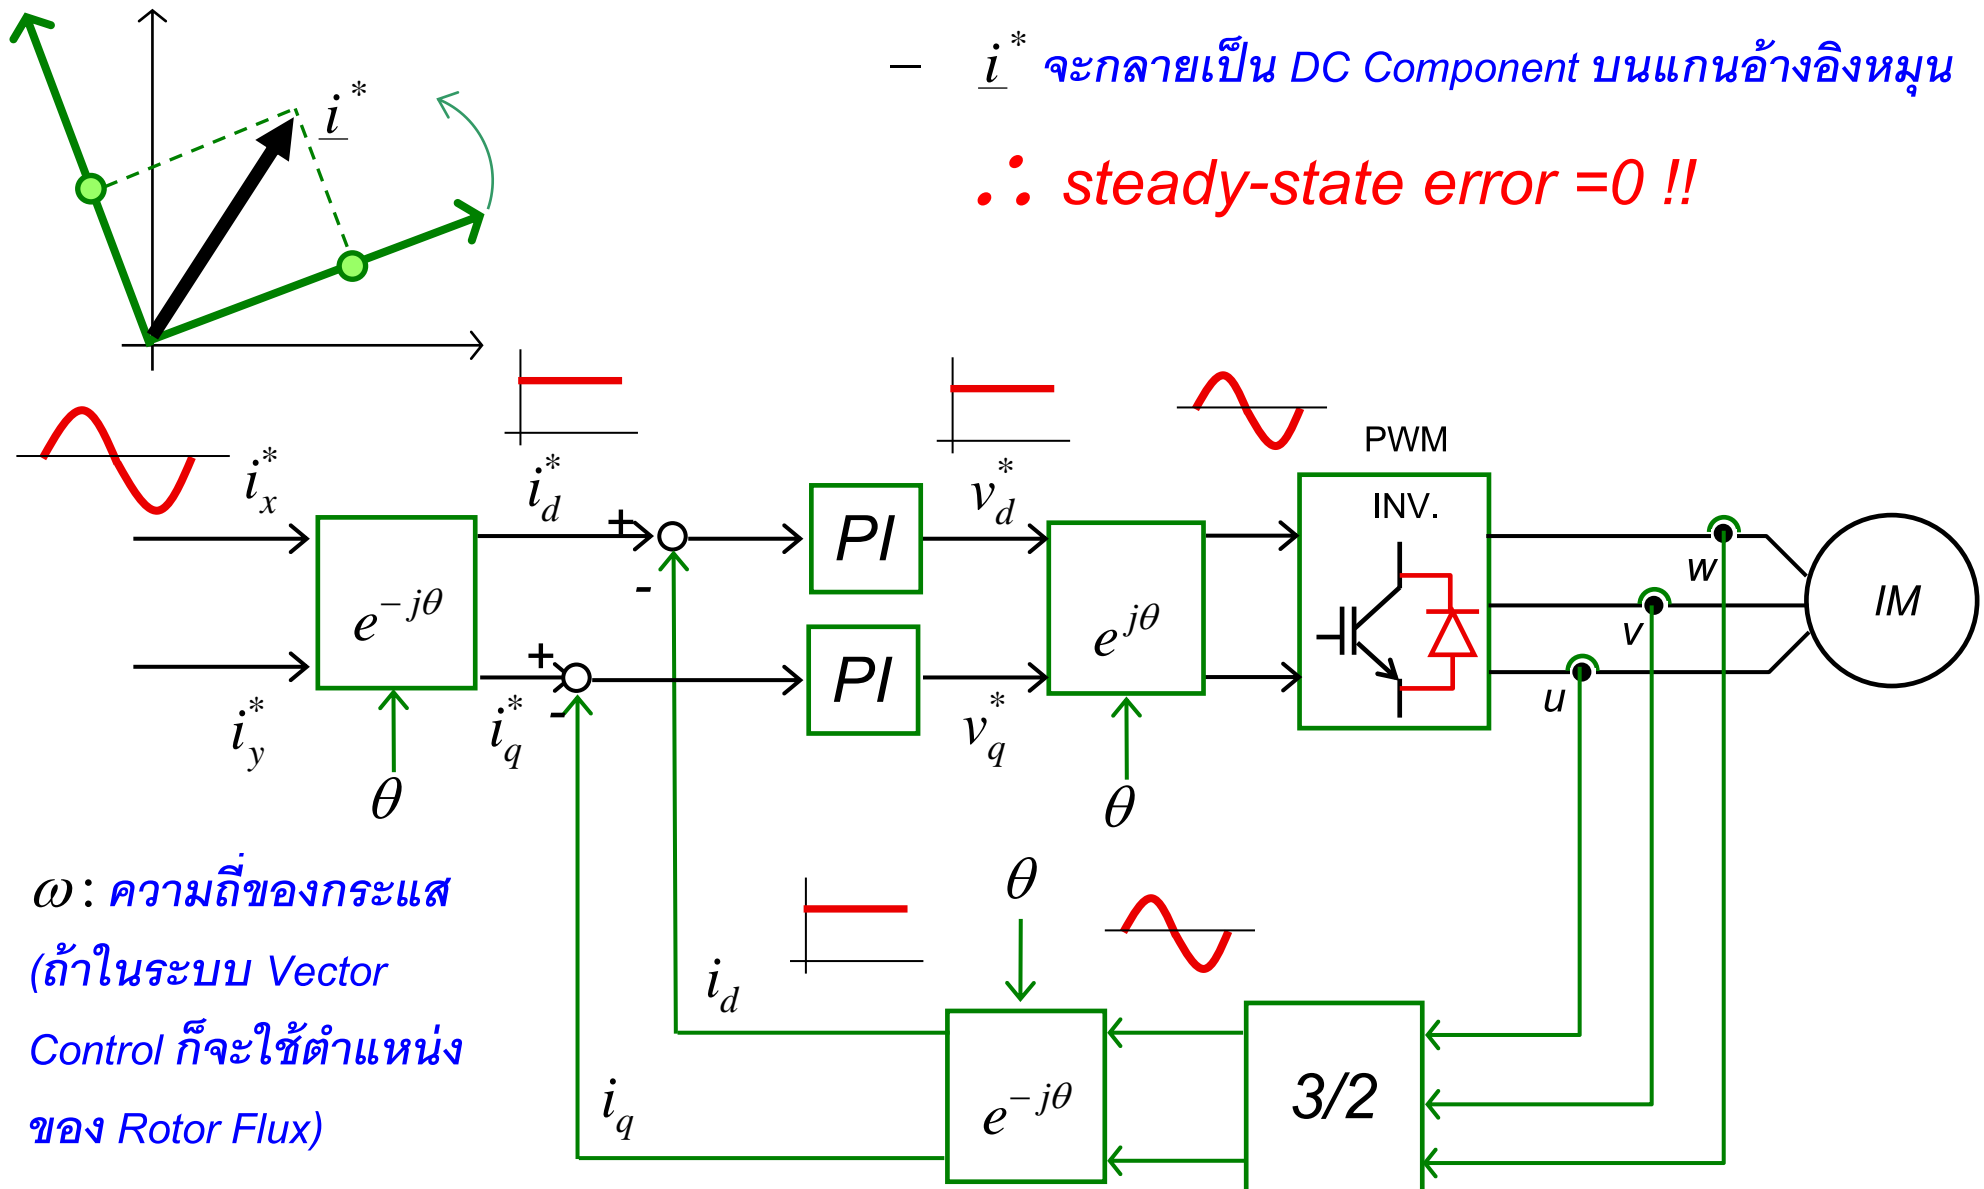 i*
– i* จะกลายเป็น DC Component บนแกนอ้างอิงหมุน
∴ steady-state error =0 !!
i*x
i*d
v*d
PWM
INV.
+
-
PI
e^{-jθ}
e^{jθ}
w
v
u
IM
+
-
PI
i*y
i*q
v*q
θ
θ
ω : ความถี่ของกระแส
(ถ้าในระบบ Vector
Control ก็จะใช้ตำแหน่ง
ของ Rotor Flux)
θ
id
iq
e^{-jθ}
3/2